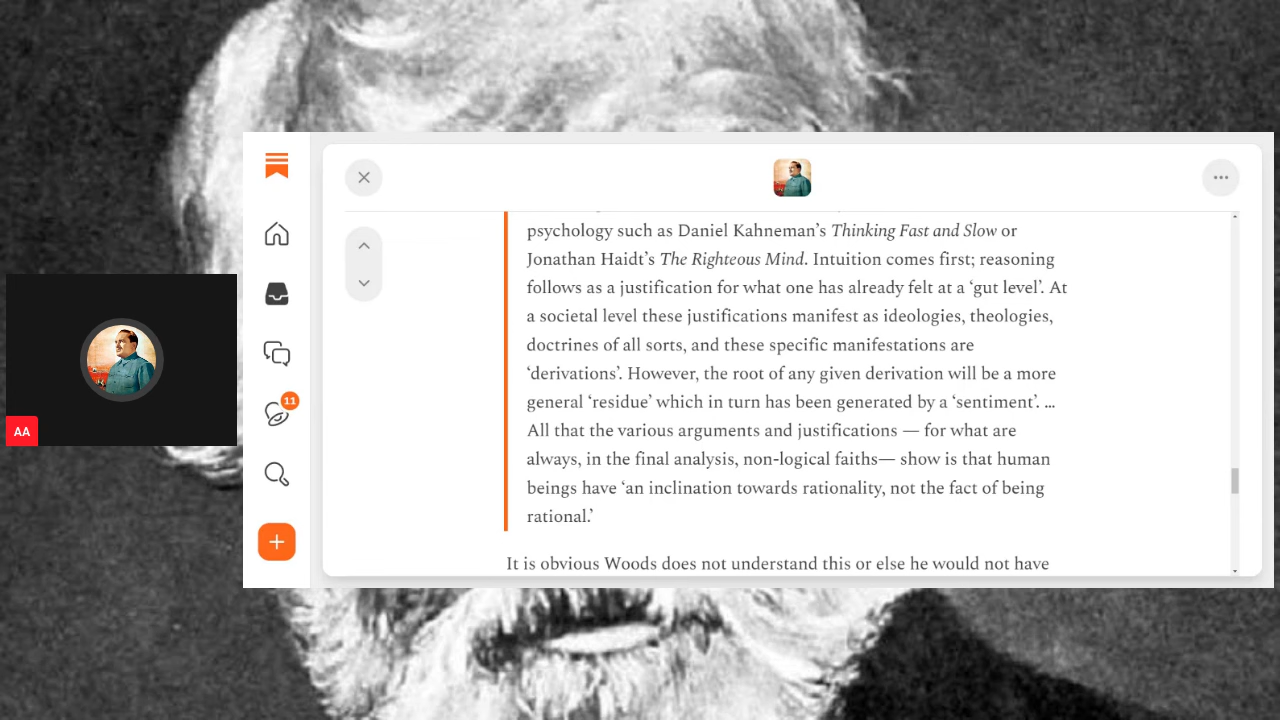 psychology such as Daniel Kahneman’s Thinking Fast and Slow or
Jonathan Haidt’s The Righteous Mind. Intuition comes first; reasoning
follows as a justification for what one has already felt at a ‘gut level’. At
a societal level these justifications manifest as ideologies, theologies,
doctrines of all sorts, and these specific manifestations are
‘derivations’. However, the root of any given derivation will be a more
general ‘residue’ which in turn has been generated by a ‘sentiment’. ...
All that the various arguments and justifications — for what are
always, in the final analysis, non-logical faiths— show is that human
beings have ‘an inclination towards rationality, not the fact of being
rational.’
It is obvious Woods does not understand this or else he would not have
11
AA